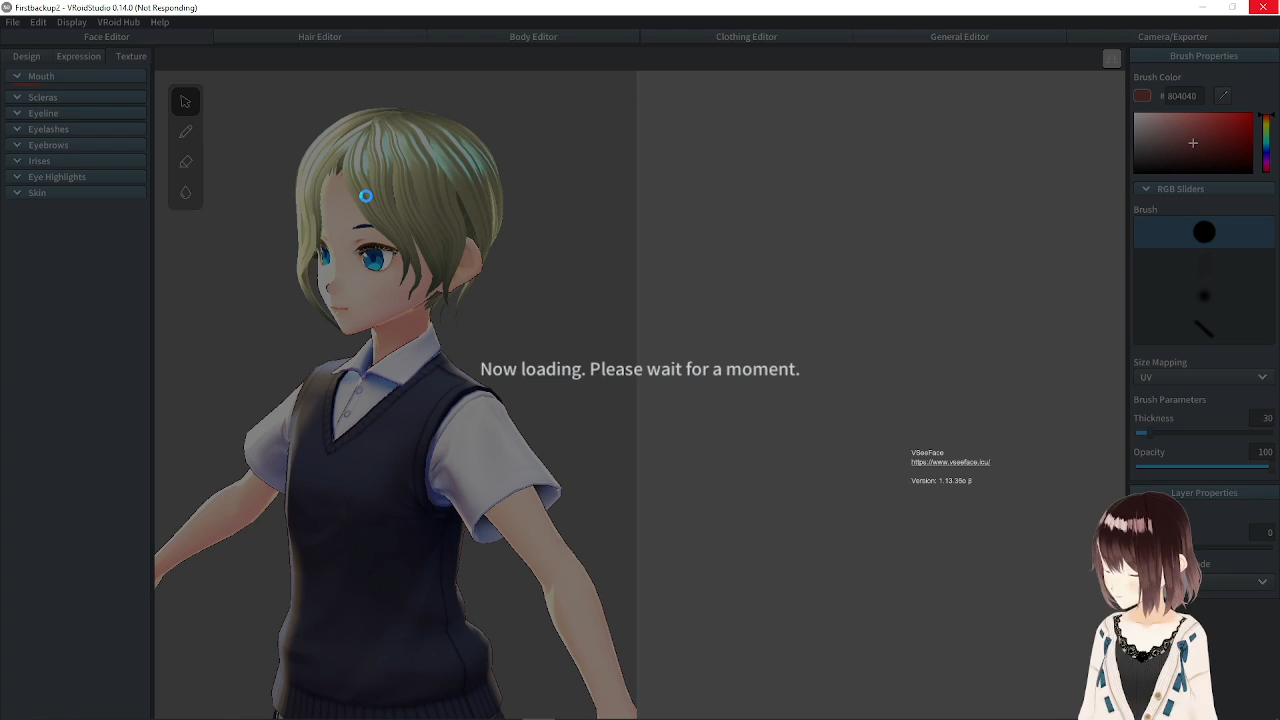 Firstbackup2 - VRoidStudio 0.14.0 (Not Responding)
File Edit Display VRoid Hub Help
Face Editor Hair Editor Body Editor Clothing Editor General Editor Camera/Exporter
Design Expression Texture
Mouth
Scleras
Eyeline
Eyelashes
Eyebrows
Irises
Eye Highlights
Skin
Now loading. Please wait for a moment.
VSeeFace
https://www.vseeface.icu/
Version: 1.13.36o β
Brush Properties
Brush Color
# 804040
RGB Sliders
Brush
Size Mapping
UV
Brush Parameters
Thickness 30
Opacity 100
Layer Properties
0